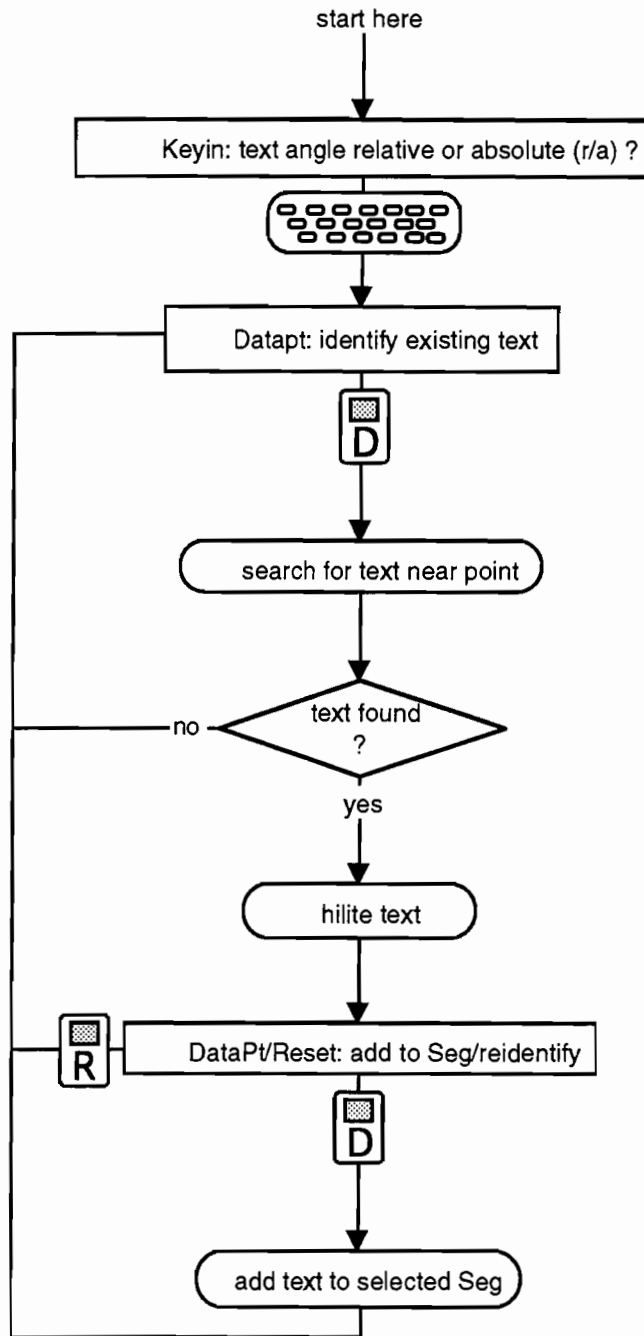 start here
Keyin: text angle relative or absolute (r/a) ?
Datapt: identify existing text
D
search for text near point
text found
?
no
yes
hilite text
R
DataPt/Reset: add to Seg/reidentify
D
add text to selected Seg